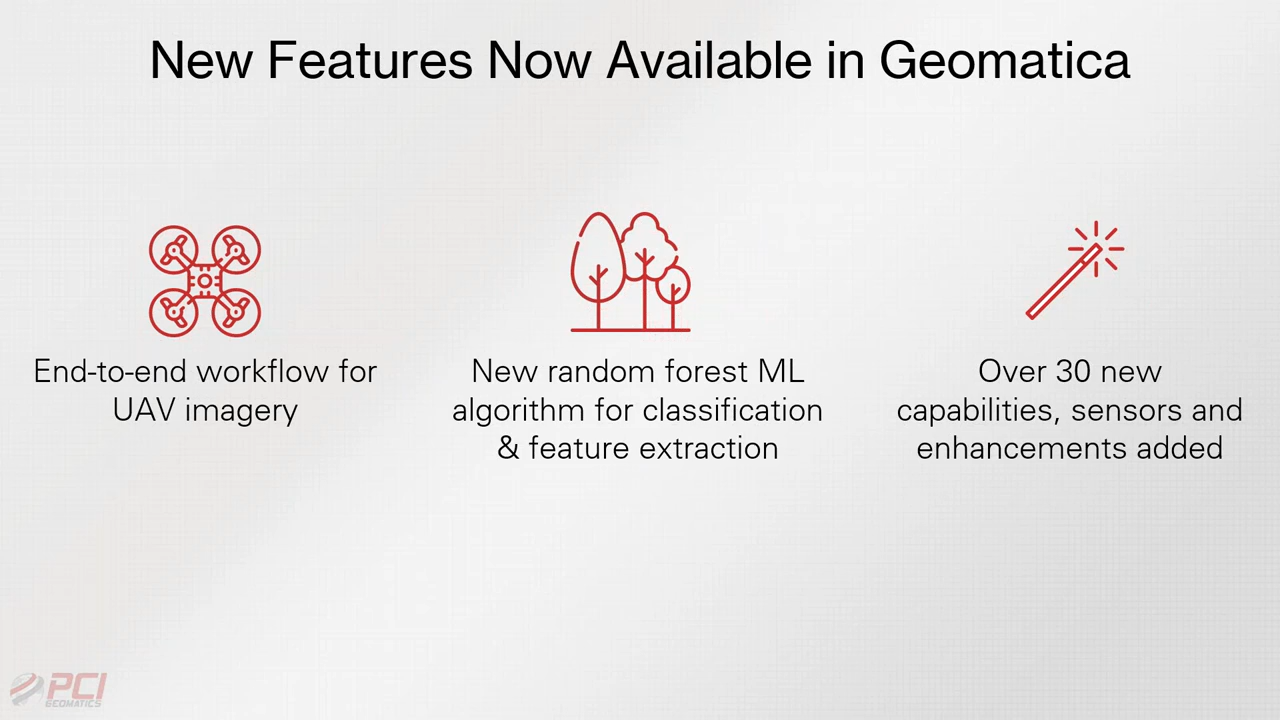 New Features Now Available in Geomatica
End-to-end workflow for
UAV imagery
New random forest ML
algorithm for classification
& feature extraction
Over 30 new
capabilities, sensors and
enhancements added
PCI
GEOMATICS